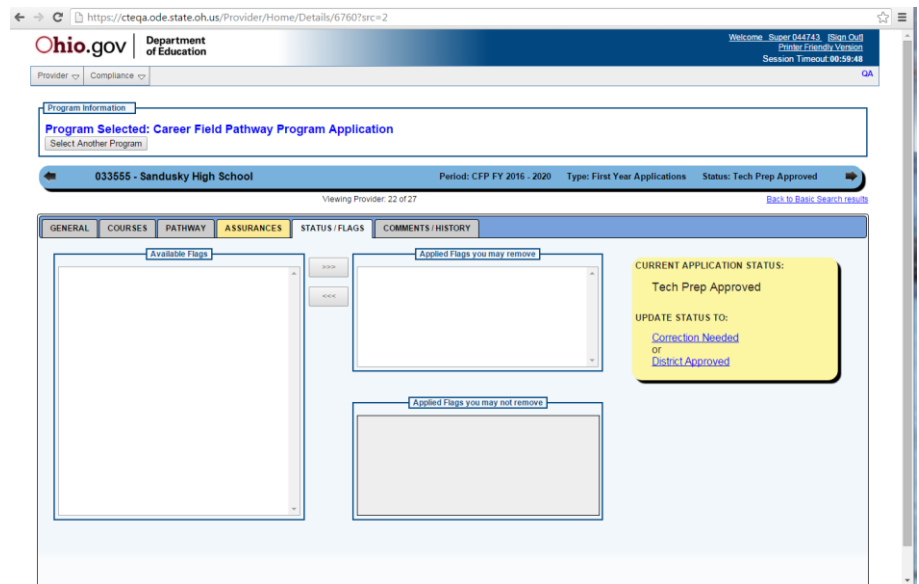 https://cteqa.ode.state.oh.us/Provider/Home/Details/6760?src=2
Ohio.gov Department of Education
Welcome Super 044743 [Sign Out]
Printer Friendly Version
Session Timeout:00:59:48
Provider Compliance QA
Program Information
Program Selected: Career Field Pathway Program Application
Select Another Program
033555 - Sandusky High School Period: CFP FY 2016 - 2020 Type: First Year Applications Status: Tech Prep Approved
Viewing Provider: 22 of 27 Back to Basic Search results
GENERAL COURSES PATHWAY ASSURANCES STATUS / FLAGS COMMENTS / HISTORY
Available Flags
>>>
<<<
Applied Flags you may remove
Applied Flags you may not remove
CURRENT APPLICATION STATUS:
Tech Prep Approved
UPDATE STATUS TO:
Correction Needed
or
District Approved